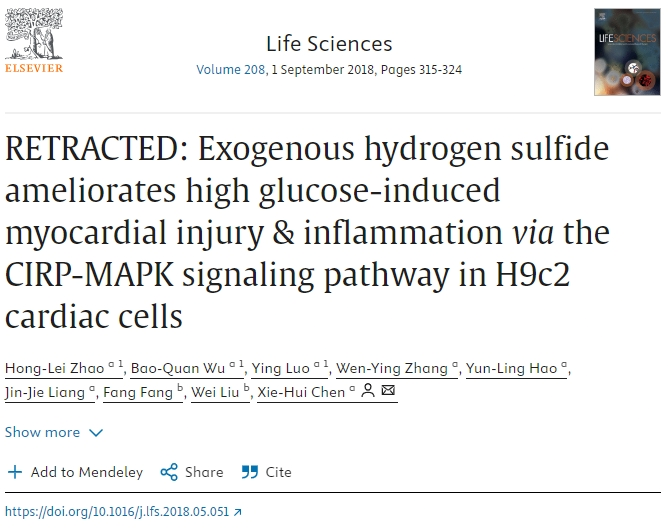 ELSEVIER
Life Sciences
Volume 208, 1 September 2018, Pages 315-324
LIFESCIENCES
RETRACTED: Exogenous hydrogen sulfide
ameliorates high glucose-induced
myocardial injury & inflammation via the
CIRP-MAPK signaling pathway in H9c2
cardiac cells
Hong-Lei Zhao a 1, Bao-Quan Wu a 1, Ying Luo a 1, Wen-Ying Zhang a, Yun-Ling Hao a,
Jin-Jie Liang a, Fang Fang b, Wei Liu b, Xie-Hui Chen a
Show more
Add to Mendeley Share Cite
https://doi.org/10.1016/j.lfs.2018.05.051